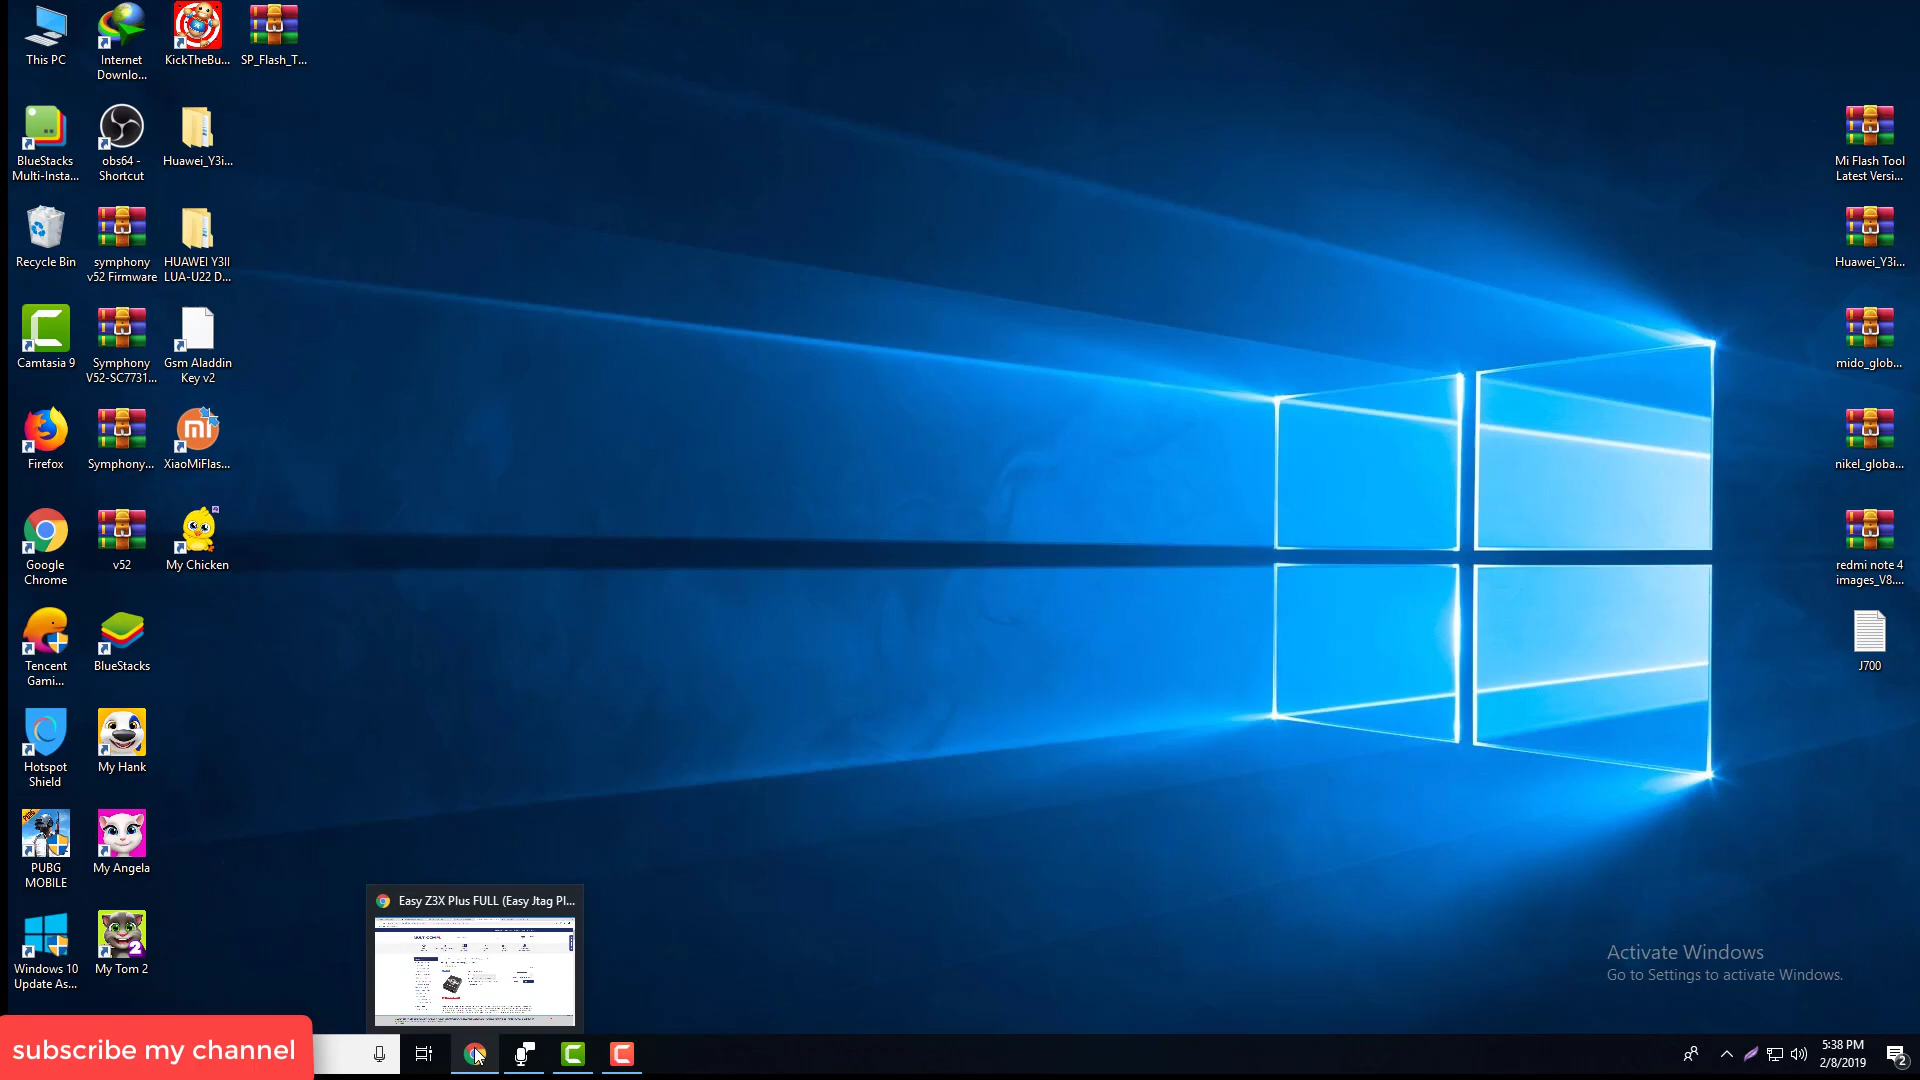 This PC
Internet
Downlo...
KickTheBu...
SP_Flash_T...
BlueStacks
Multi-Insta...
obs64 -
Shortcut
Huawei_Y3i...
Recycle Bin
symphony
v52 Firmware
HUAWEI Y3II
LUA-U22 D...
Camtasia 9
Symphony
V52-SC7731...
Gsm Aladdin
Key v2
Firefox
Symphony...
XiaoMiFlas...
Google
Chrome
v52
My Chicken
Tencent
Gami...
BlueStacks
Hotspot
Shield
My Hank
PUBG
MOBILE
My Angela
Windows 10
Update As...
My Tom 2
Mi Flash Tool
Latest Versi...
Huawei_Y3i...
mido_glob...
nikel_globa...
redmi note 4
images_V8....
J700
Easy Z3X Plus FULL (Easy Jtag Pl...
Activate Windows
Go to Settings to activate Windows.
subscribe my channel
5:38 PM
2/8/2019
2